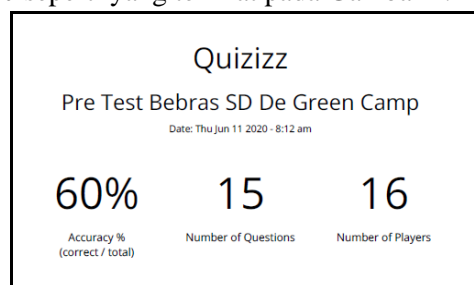 Quizizz
Pre Test Bebras SD De Green Camp
Date: Thu Jun 11 2020 - 8:12 am
60% 15 16
Accuracy % Number of Questions Number of Players
(correct / total)